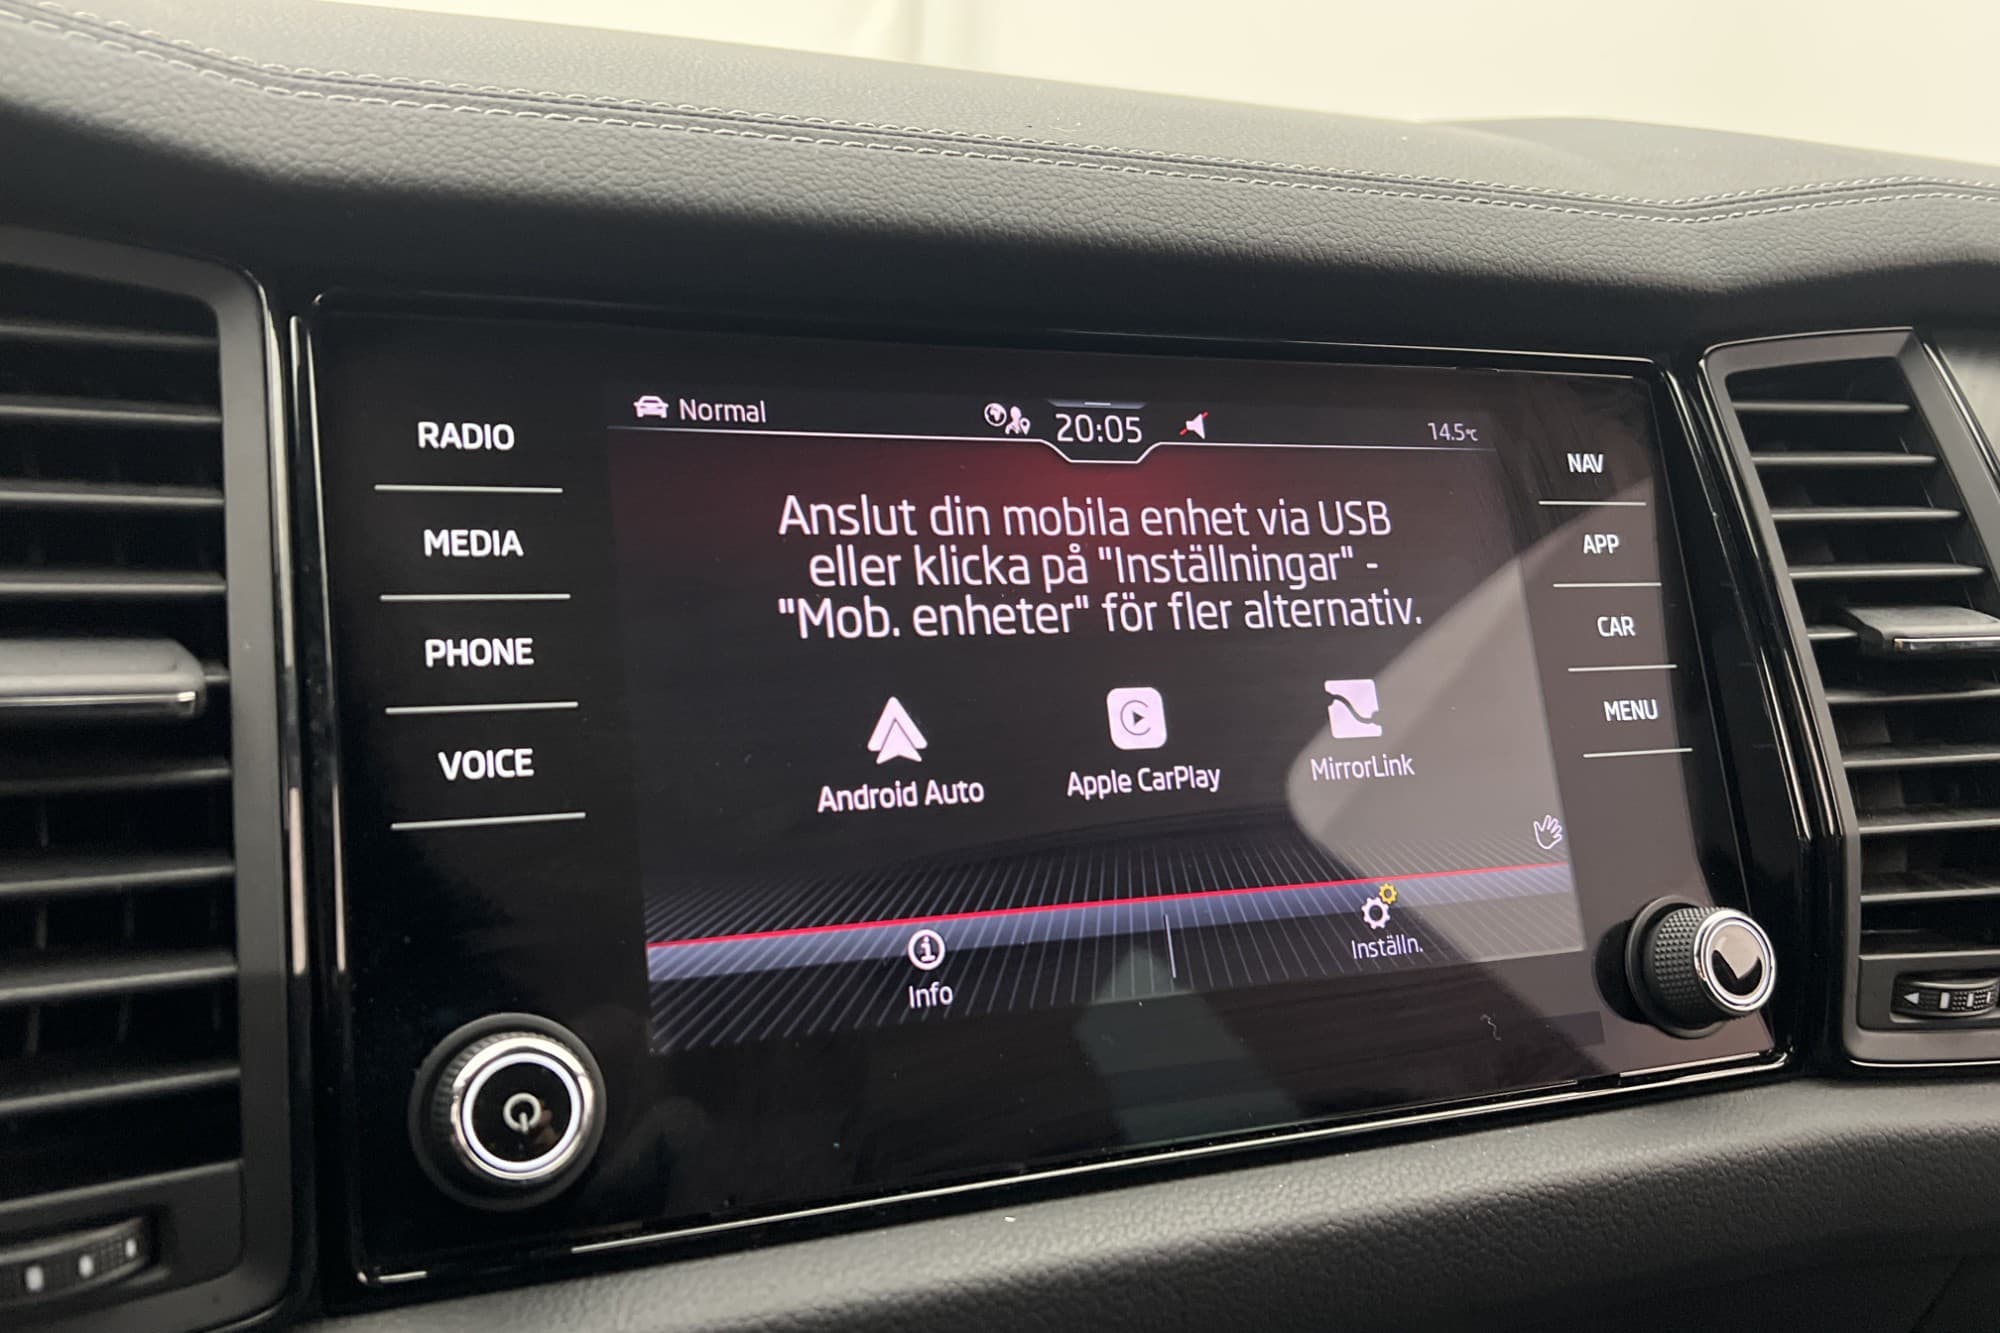 Normal
20:05
14.5°C
RADIO
MEDIA
PHONE
VOICE
Anslut din mobila enhet via USB
eller klicka på "Inställningar" -
"Mob. enheter" för fler alternativ.
Android Auto
Apple CarPlay
MirrorLink
Info
Inställn.
NAV
APP
CAR
MENU